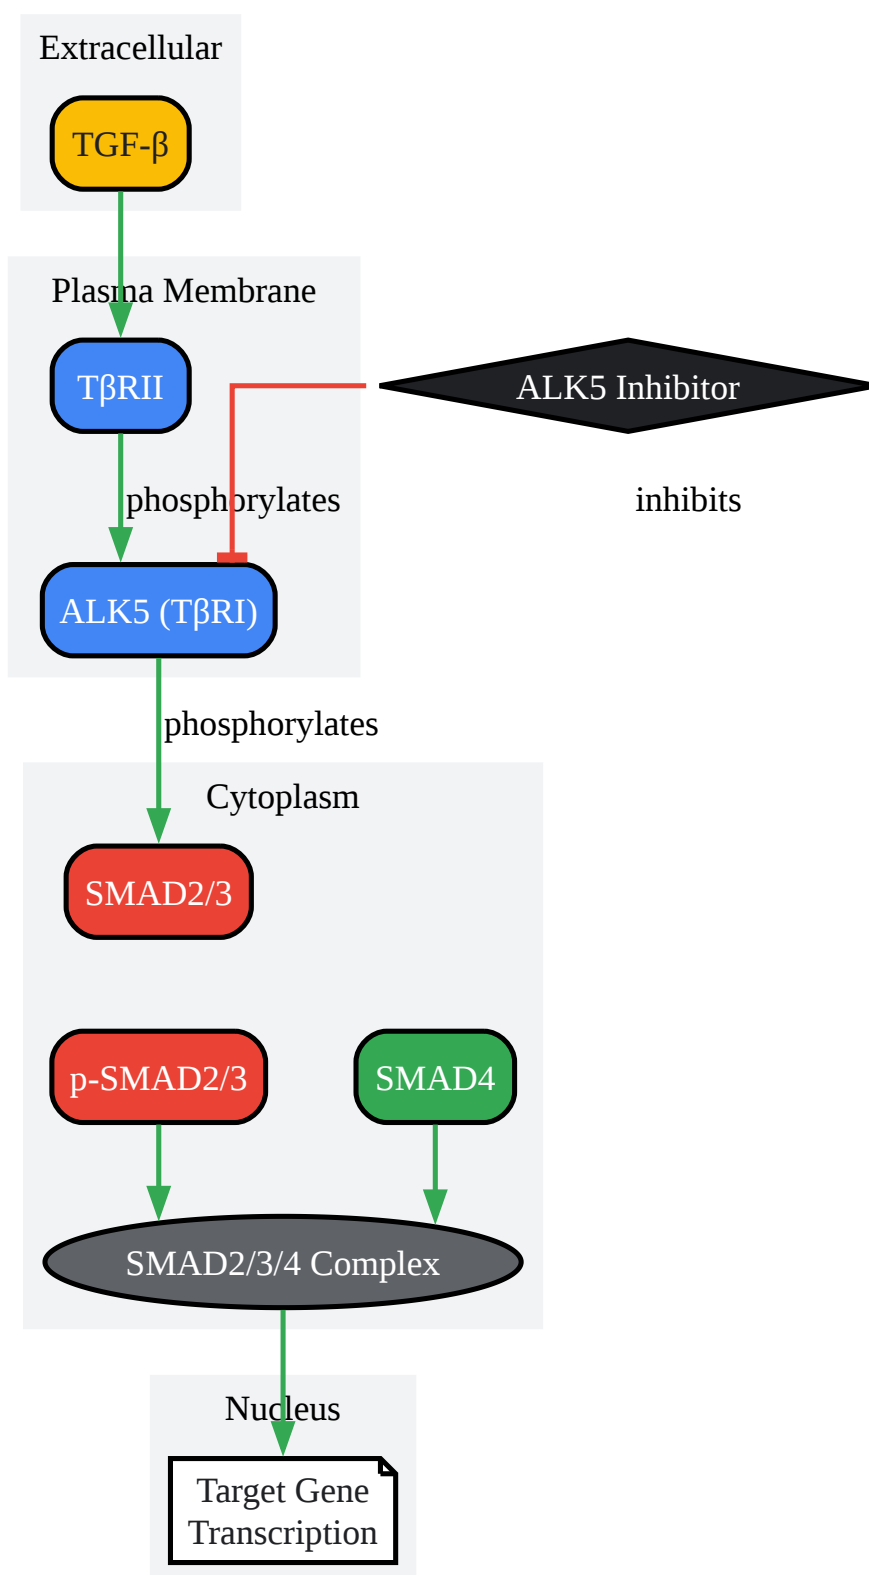 Extracellular
TGF-β
Plasma Membrane
TβRII
ALK5 Inhibitor
phosphorylates
inhibits
ALK5 (TβRI)
phosphorylates
Cytoplasm
SMAD2/3
p-SMAD2/3
SMAD4
SMAD2/3/4 Complex
Nucleus
Target Gene
Transcription